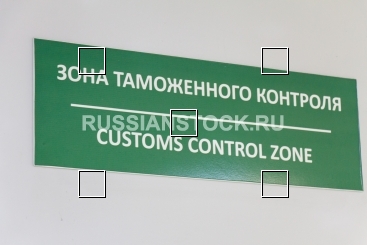 ЗОНА ТАМОЖЕННОГО КОНТРОЛЯ
RUSSIANSTOCK.RU
CUSTOMS CONTROL ZONE